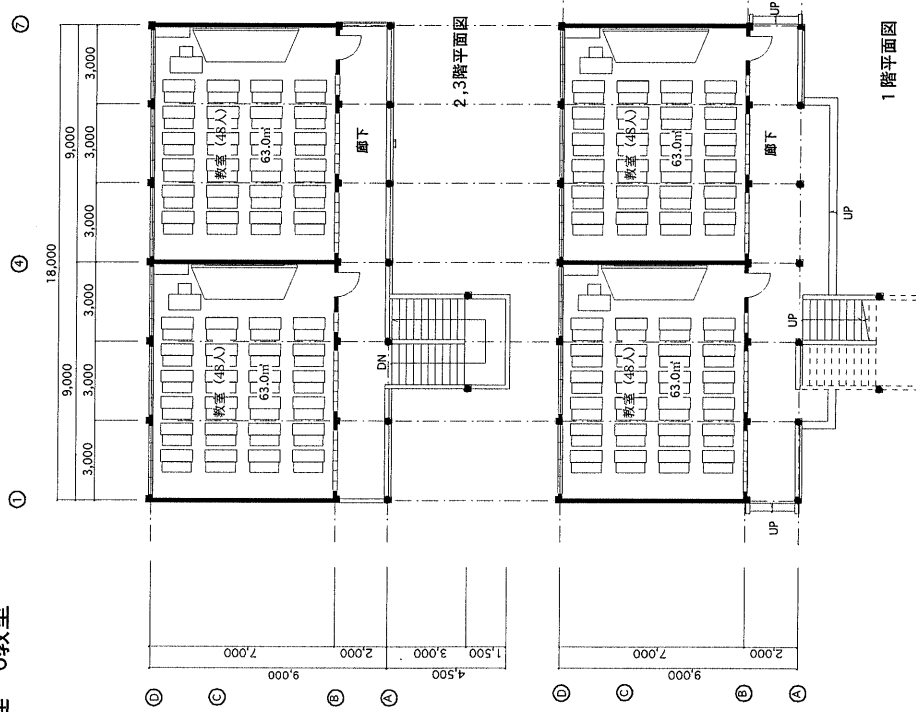 6教室
⑦
④
①
18,000
9,000
9,000
3,000
3,000
3,000
3,000
3,000
3,000
Ⓓ
Ⓒ
Ⓑ
Ⓐ
7,000
2,000
9,000
3,000
1,500
4,500
教室 (48人)
63.0㎡
教室 (48人)
63.0㎡
廊下
DN
2,3階平面図
Ⓓ
Ⓒ
Ⓑ
Ⓐ
7,000
2,000
9,000
教室 (48人)
63.0㎡
教室 (48人)
63.0㎡
廊下
UP
UP
UP
UP
1階平面図